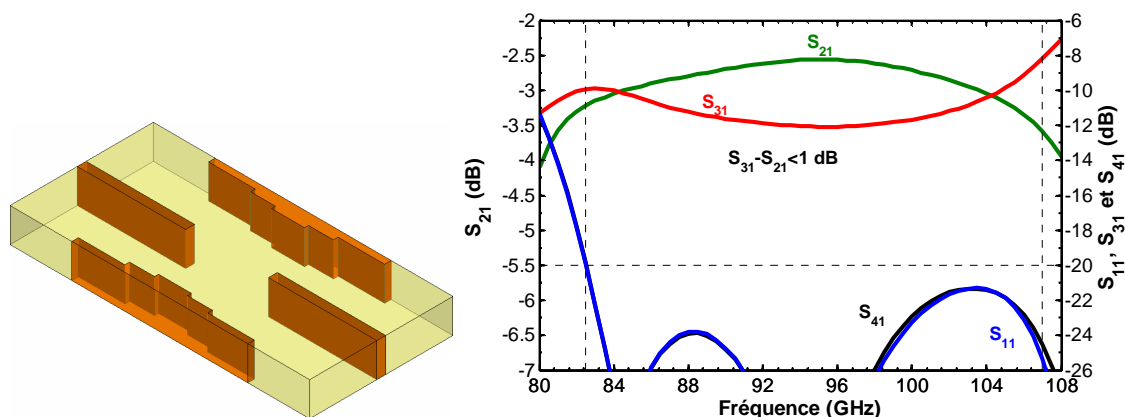 -2
-2.5
-3
-3.5
-4
-4.5
-5
-5.5
-6
-6.5
-7
S21 (dB)
-6
-8
-10
-12
-14
-16
-18
-20
-22
-24
-26
S11, S31 et S41 (dB)
S21
S31
S31-S21<1 dB
S41
S11
80 84 88 92 96 100 104 108
Fréquence (GHz)